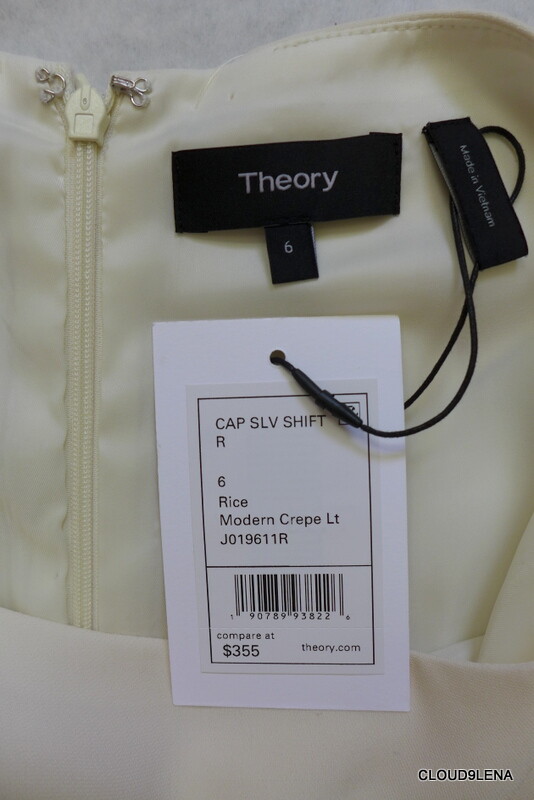 Theory
6
Made in Vietnam
CAP SLV SHIFT
R
6
Rice
Modern Crepe Lt
J019611R
1 90789 93822 6
compare at
$355 theory.com
CLOUD9LENA